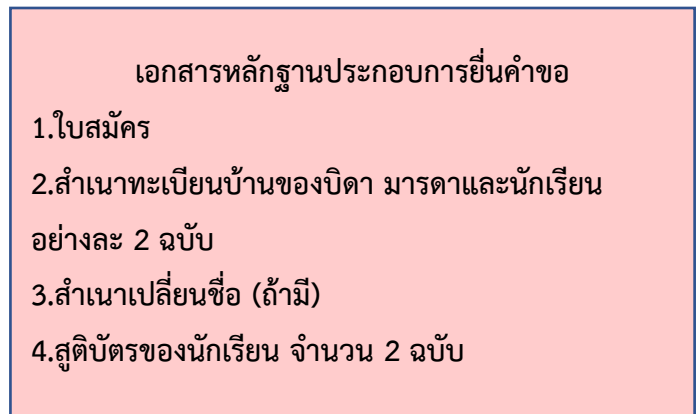 เอกสารหลักฐานประกอบการยื่นคำขอ
1.ใบสมัคร
2.สำเนาทะเบียนบ้านของบิดา มารดาและนักเรียน
อย่างละ 2 ฉบับ
3.สำเนาเปลี่ยนชื่อ (ถ้ามี)
4.สูติบัตรของนักเรียน จำนวน 2 ฉบับ